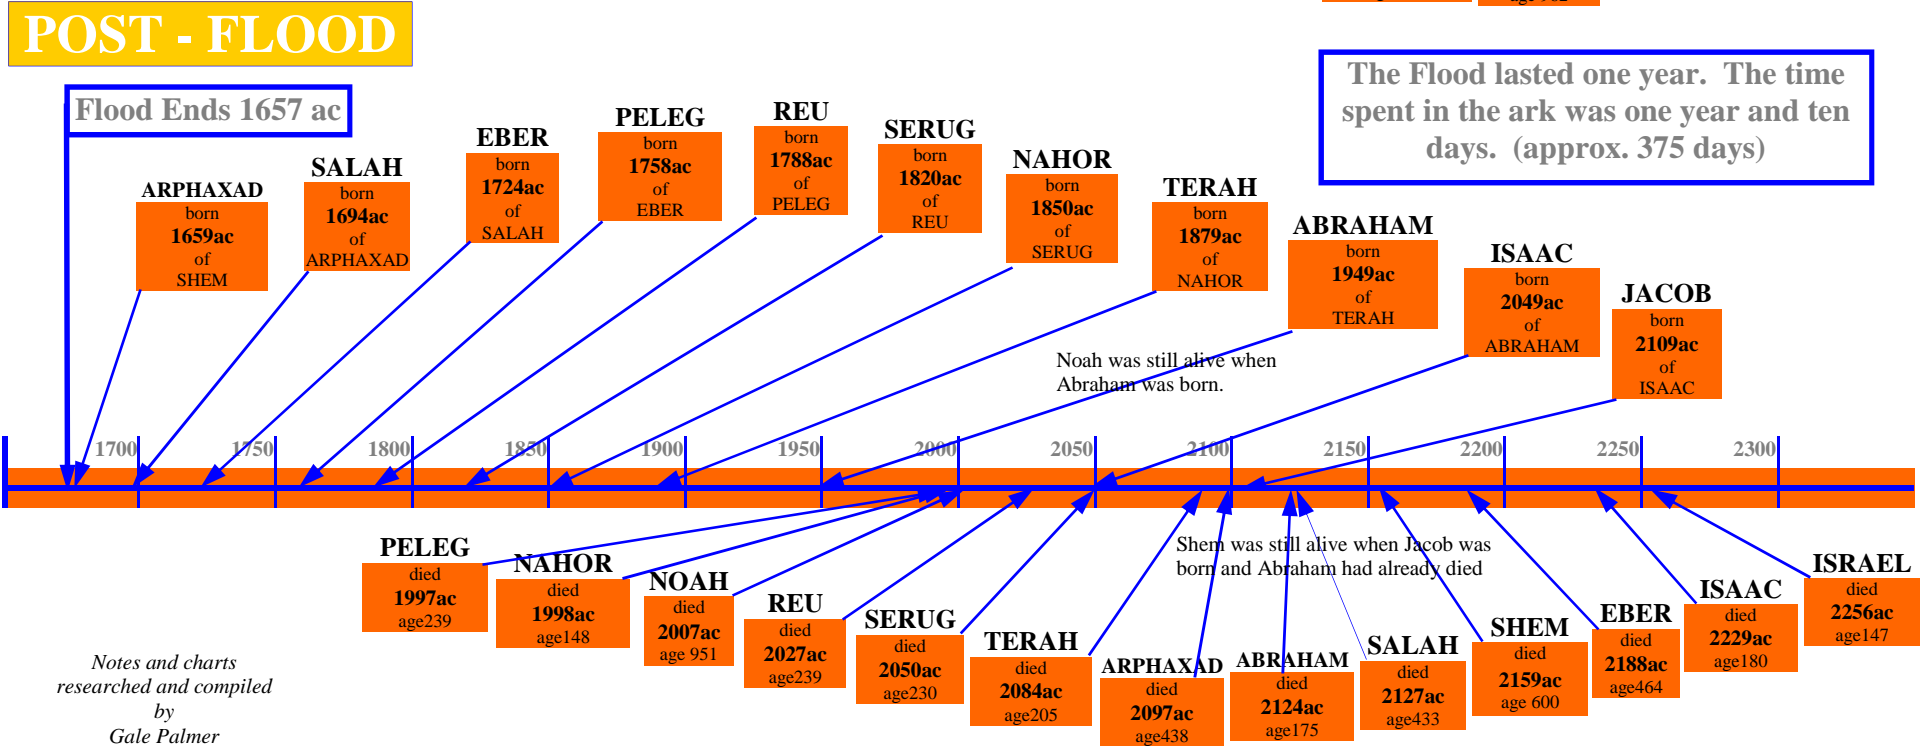 age 962
POST - FLOOD
The Flood lasted one year. The time
spent in the ark was one year and ten
days. (approx. 375 days)
Flood Ends 1657 ac
ARPHAXAD
born
1659ac
of
SHEM
SALAH
born
1694ac
of
ARPHAXAD
EBER
born
1724ac
of
SALAH
PELEG
born
1758ac
of
EBER
REU
born
1788ac
of
PELEG
SERUG
born
1820ac
of
REU
NAHOR
born
1850ac
of
SERUG
TERAH
born
1879ac
of
NAHOR
ABRAHAM
born
1949ac
of
TERAH
ISAAC
born
2049ac
of
ABRAHAM
JACOB
born
2109ac
of
ISAAC
Noah was still alive when
Abraham was born.
1700 1750 1800 1850 1900 1950 2000 2050 2100 2150 2200 2250 2300
Shem was still alive when Jacob was
born and Abraham had already died
PELEG
died
1997ac
age239
NAHOR
died
1998ac
age148
NOAH
died
2007ac
age 951
REU
died
2027ac
age239
SERUG
died
2050ac
age230
TERAH
died
2084ac
age205
ARPHAXAD
died
2097ac
age438
ABRAHAM
died
2124ac
age175
SALAH
died
2127ac
age433
SHEM
died
2159ac
age 600
EBER
died
2188ac
age464
ISAAC
died
2229ac
age180
ISRAEL
died
2256ac
age147
Notes and charts
researched and compiled
by
Gale Palmer